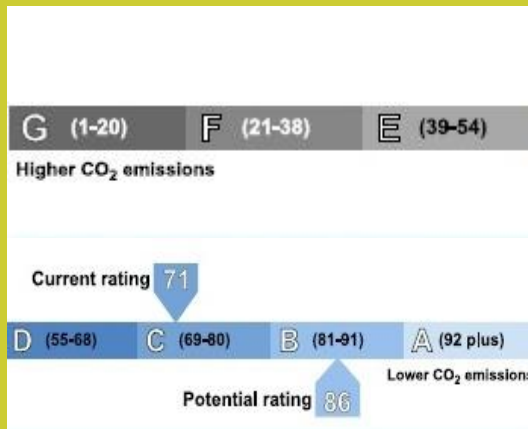 G (1-20) F (21-38) E (39-54)
Higher CO₂ emissions
Current rating 71
D (55-68) C (69-80) B (81-91) A (92 plus)
Lower CO₂ emissions
Potential rating 86